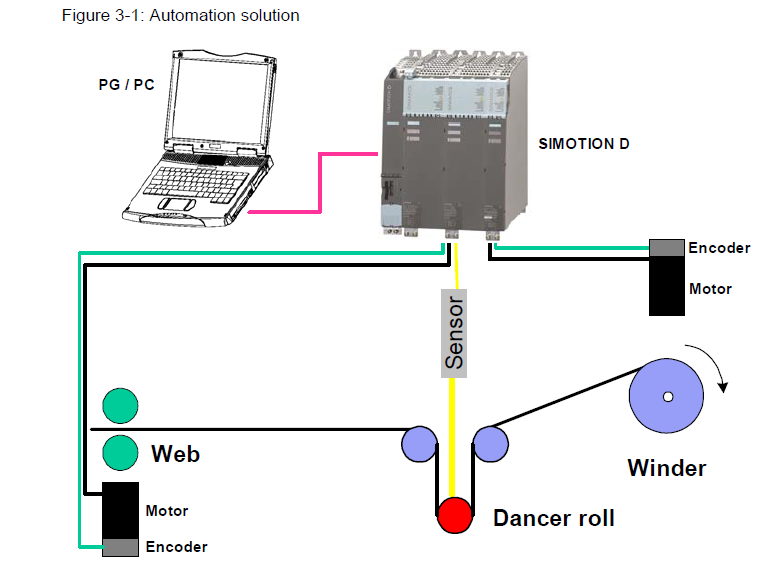 Figure 3-1: Automation solution
PG / PC
SIMOTION D
Encoder
Motor
Sensor
Web
Winder
Motor
Dancer roll
Encoder